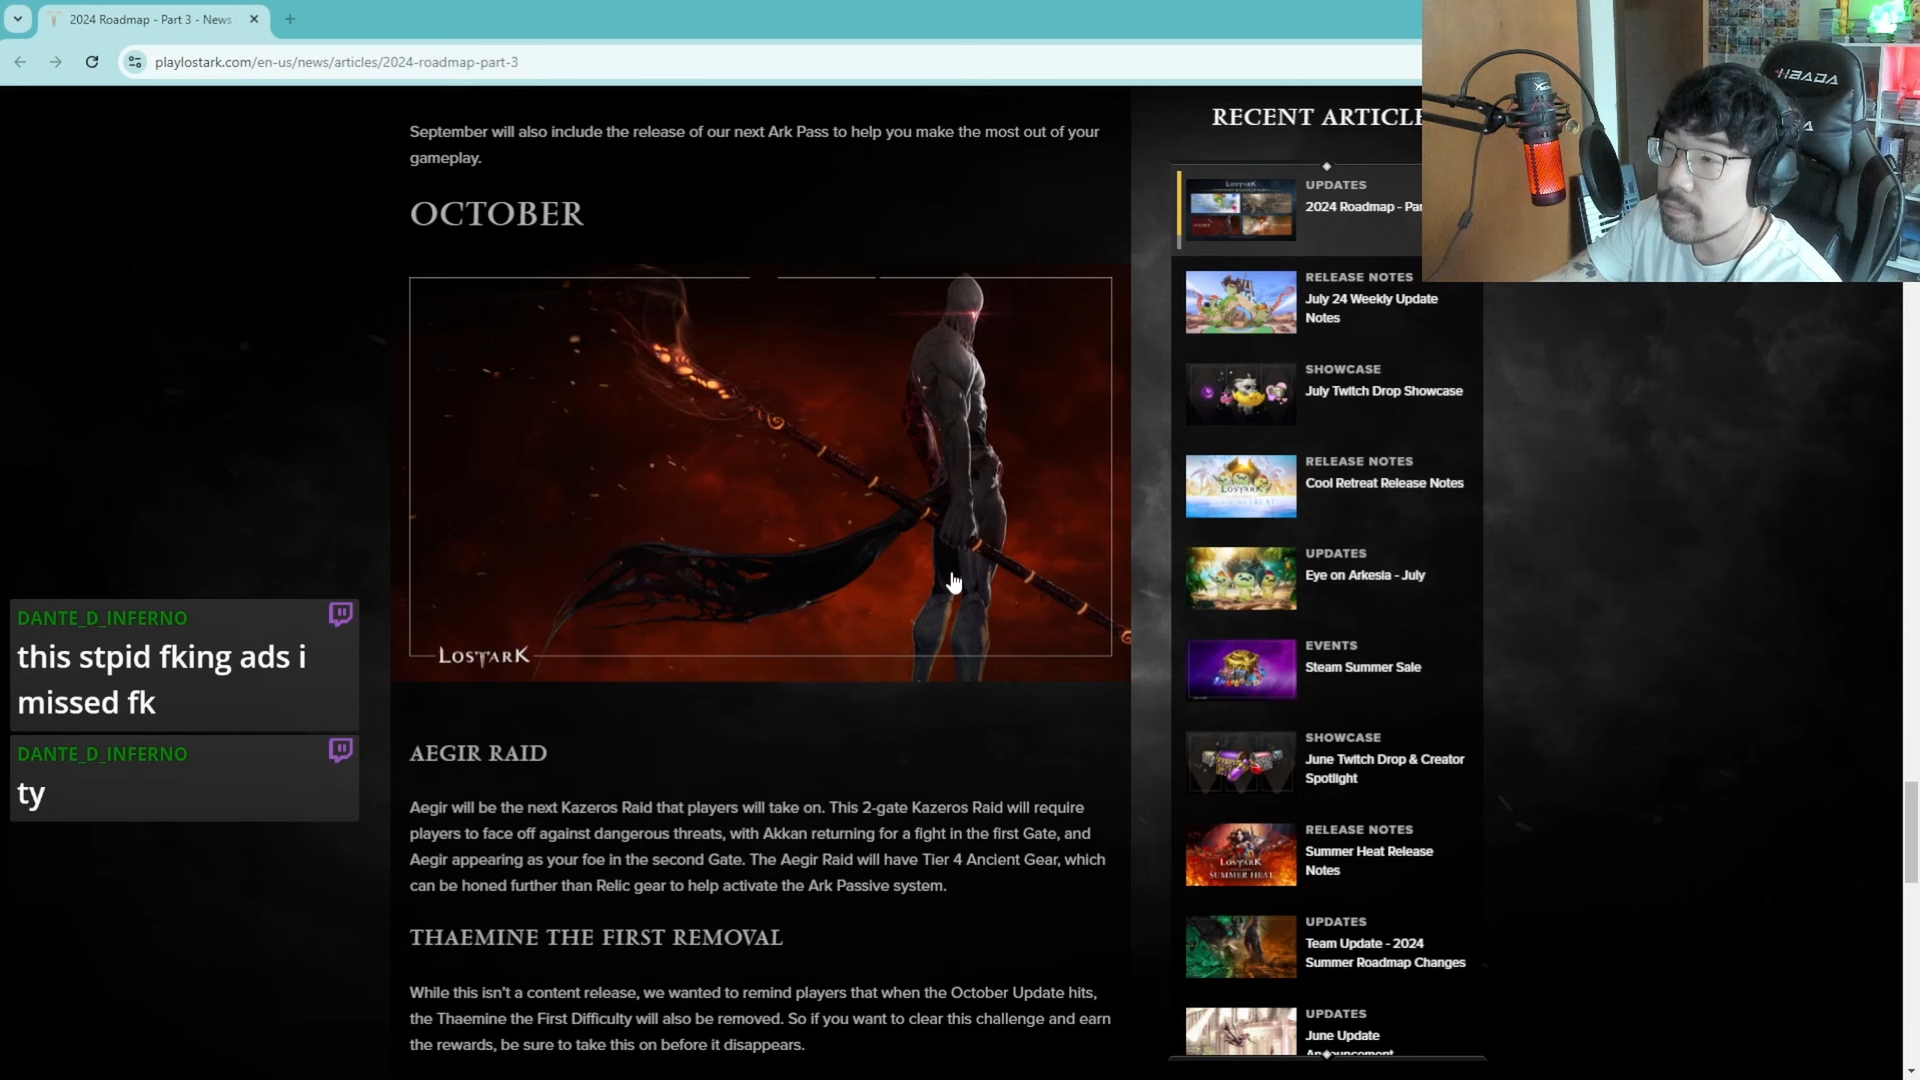 2024 Roadmap - Part 3 - News
playlostark.com/en-us/news/articles/2024-roadmap-part-3
September will also include the release of our next Ark Pass to help you make the most out of your
gameplay.
OCTOBER
LOST ARK
AEGIR RAID
Aegir will be the next Kazeros Raid that players will take on. This 2-gate Kazeros Raid will require
players to face off against dangerous threats, with Akkan returning for a fight in the first Gate, and
Aegir appearing as your foe in the second Gate. The Aegir Raid will have Tier 4 Ancient Gear, which
can be honed further than Relic gear to help activate the Ark Passive system.
THAEMINE THE FIRST REMOVAL
While this isn't a content release, we wanted to remind players that when the October Update hits,
the Thaemine the First Difficulty will also be removed. So if you want to clear this challenge and earn
the rewards, be sure to take this on before it disappears.
RECENT ARTICLE
UPDATES
2024 Roadmap - Par
RELEASE NOTES
July 24 Weekly Update
Notes
SHOWCASE
July Twitch Drop Showcase
RELEASE NOTES
Cool Retreat Release Notes
UPDATES
Eye on Arkesia - July
EVENTS
Steam Summer Sale
SHOWCASE
June Twitch Drop & Creator
Spotlight
RELEASE NOTES
Summer Heat Release
Notes
LOST ARK
SUMMER HEAT
UPDATES
Team Update - 2024
Summer Roadmap Changes
UPDATES
June Update
Announcement
DANTE_D_INFERNO
this stpid fking ads i
missed fk
DANTE_D_INFERNO
ty
HBADA